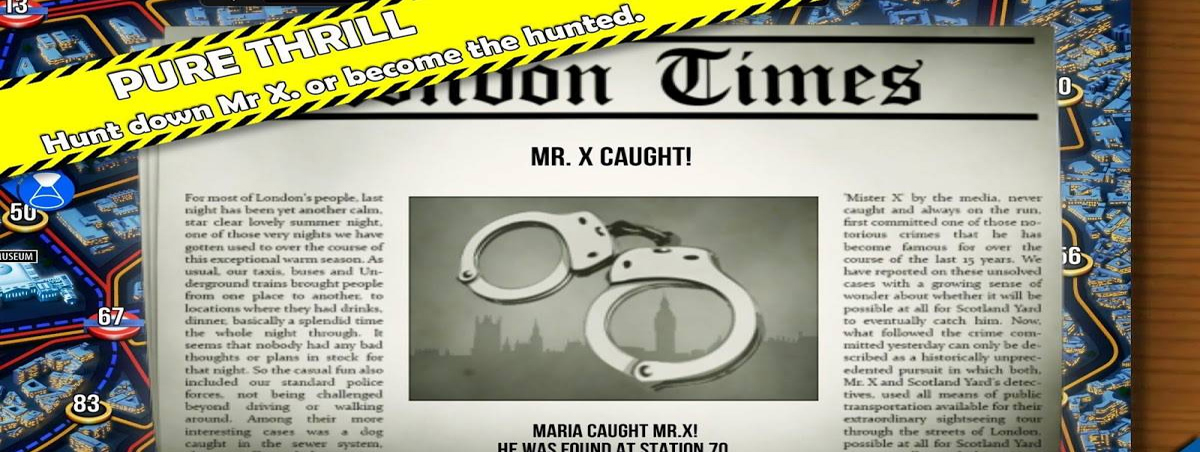 13
PURE THRILL
Hunt down Mr X. or become the hunted.
London Times
MR. X CAUGHT!
For most of London's people, last
night has been yet another calm,
star clear lovely summer night,
one of those very nights we have
gotten used to over the course of
this exceptional warm season. As
usual, our taxis, buses and Un-
derground trains brought people
from one place to another, to
locations where they had drinks,
dinner, basically a splendid time
the whole night through. It
seems that nobody had any bad
thoughts or plans in stock for
that night. So the casual fun also
included our standard police
forces, not being challenged
beyond driving or walking
around. Among their more
interesting cases was a dog
caught in the sewer system,
MARIA CAUGHT MR.X!
HE WAS FOUND AT STATION 70
'Mister X' by the media, never
caught and always on the run,
first committed one of those no-
torious crimes that he has
become famous for over the
course of the last 15 years. We
have reported on these unsolved
cases with a growing sense of
wonder about whether it will be
possible at all for Scotland Yard
to eventually catch him. Now,
what followed the crime com-
mitted yesterday can only be de-
scribed as a historically unprec-
edented pursuit in which both,
Mr. X and Scotland Yard's detec-
tives, used all means of public
transportation available for their
extraordinary sightseeing tour
through the streets of London.
possible at all for Scotland Yard
50
MUSEUM
67
83
0
56